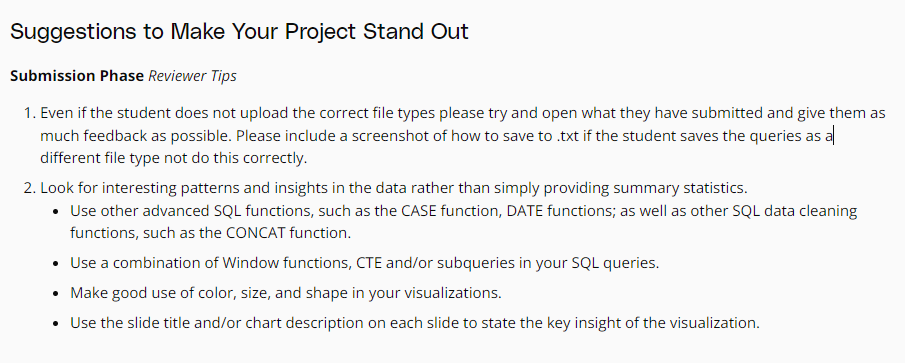 Suggestions to Make Your Project Stand Out
Submission Phase Reviewer Tips
1. Even if the student does not upload the correct file types please try and open what they have submitted and give them as
much feedback as possible. Please include a screenshot of how to save to .txt if the student saves the queries as a
different file type not do this correctly.
2. Look for interesting patterns and insights in the data rather than simply providing summary statistics.
• Use other advanced SQL functions, such as the CASE function, DATE functions; as well as other SQL data cleaning
functions, such as the CONCAT function.
• Use a combination of Window functions, CTE and/or subqueries in your SQL queries.
• Make good use of color, size, and shape in your visualizations.
• Use the slide title and/or chart description on each slide to state the key insight of the visualization.